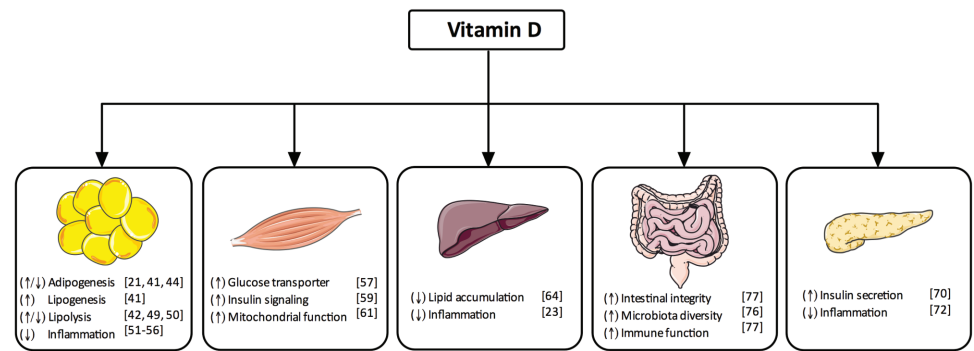 Vitamin D
(↑/↓) Adipogenesis [21, 41, 44]
(↑) Lipogenesis [41]
(↑/↓) Lipolysis [42, 49, 50]
(↓) Inflammation [51-56]
(↑) Glucose transporter [57]
(↑) Insulin signaling [59]
(↑) Mitochondrial function [61]
(↓) Lipid accumulation [64]
(↓) Inflammation [23]
(↑) Intestinal integrity [77]
(↑) Microbiota diversity [76]
(↑) Immune function [77]
(↑) Insulin secretion [70]
(↓) Inflammation [72]